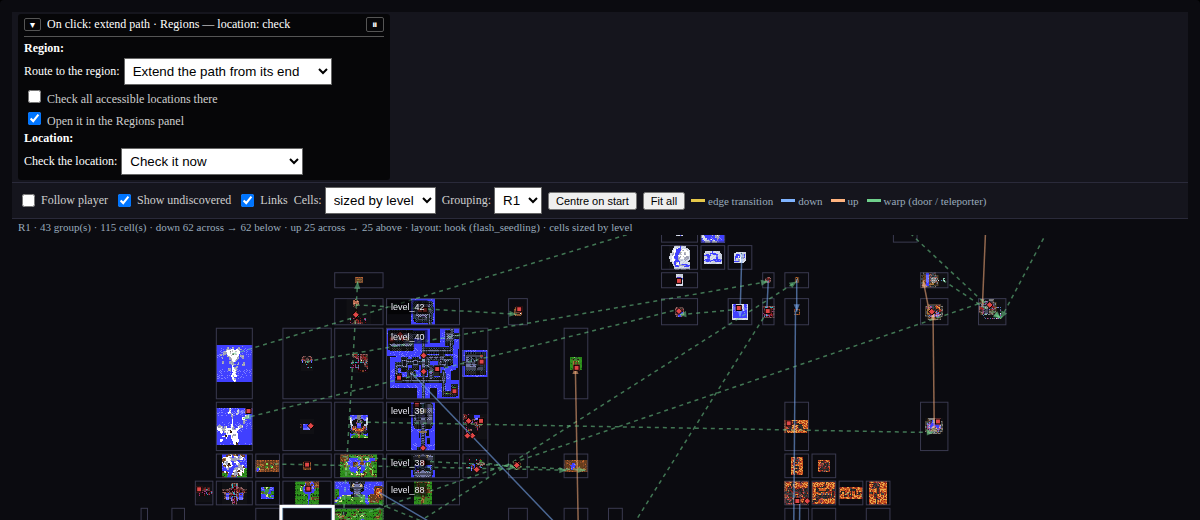 ▼ On click: extend path · Regions — location: check
Region:
Route to the region: Extend the path from its end
Check all accessible locations there
Open it in the Regions panel
Location:
Check the location: Check it now
Follow player Show undiscovered Links Cells: sized by level Grouping: R1 Centre on start Fit all edge transition down up warp (door / teleporter)
R1 · 43 group(s) · 115 cell(s) · down 62 across → 62 below · up 25 across → 25 above · layout: hook (flash_seedling) · cells sized by level
level_42
level_40
level_39
level_38
level_88